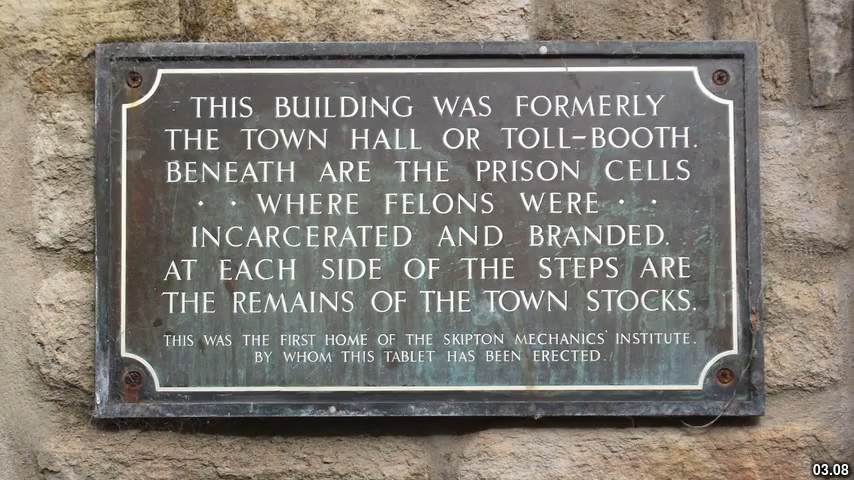 THIS BUILDING WAS FORMERLY
THE TOWN HALL OR TOLL-BOOTH.
BENEATH ARE THE PRISON CELLS
· · WHERE FELONS WERE · ·
INCARCERATED AND BRANDED.
AT EACH SIDE OF THE STEPS ARE
THE REMAINS OF THE TOWN STOCKS.
THIS WAS THE FIRST HOME OF THE SKIPTON MECHANICS' INSTITUTE.
BY WHOM THIS TABLET HAS BEEN ERECTED.
03.08